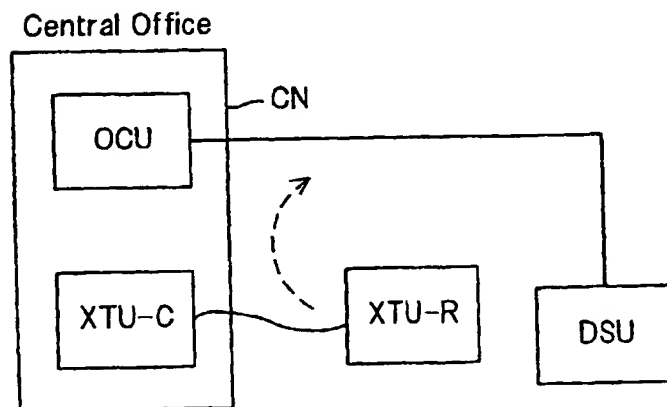 Central Office
CN
OCU
XTU-C
XTU-R
DSU